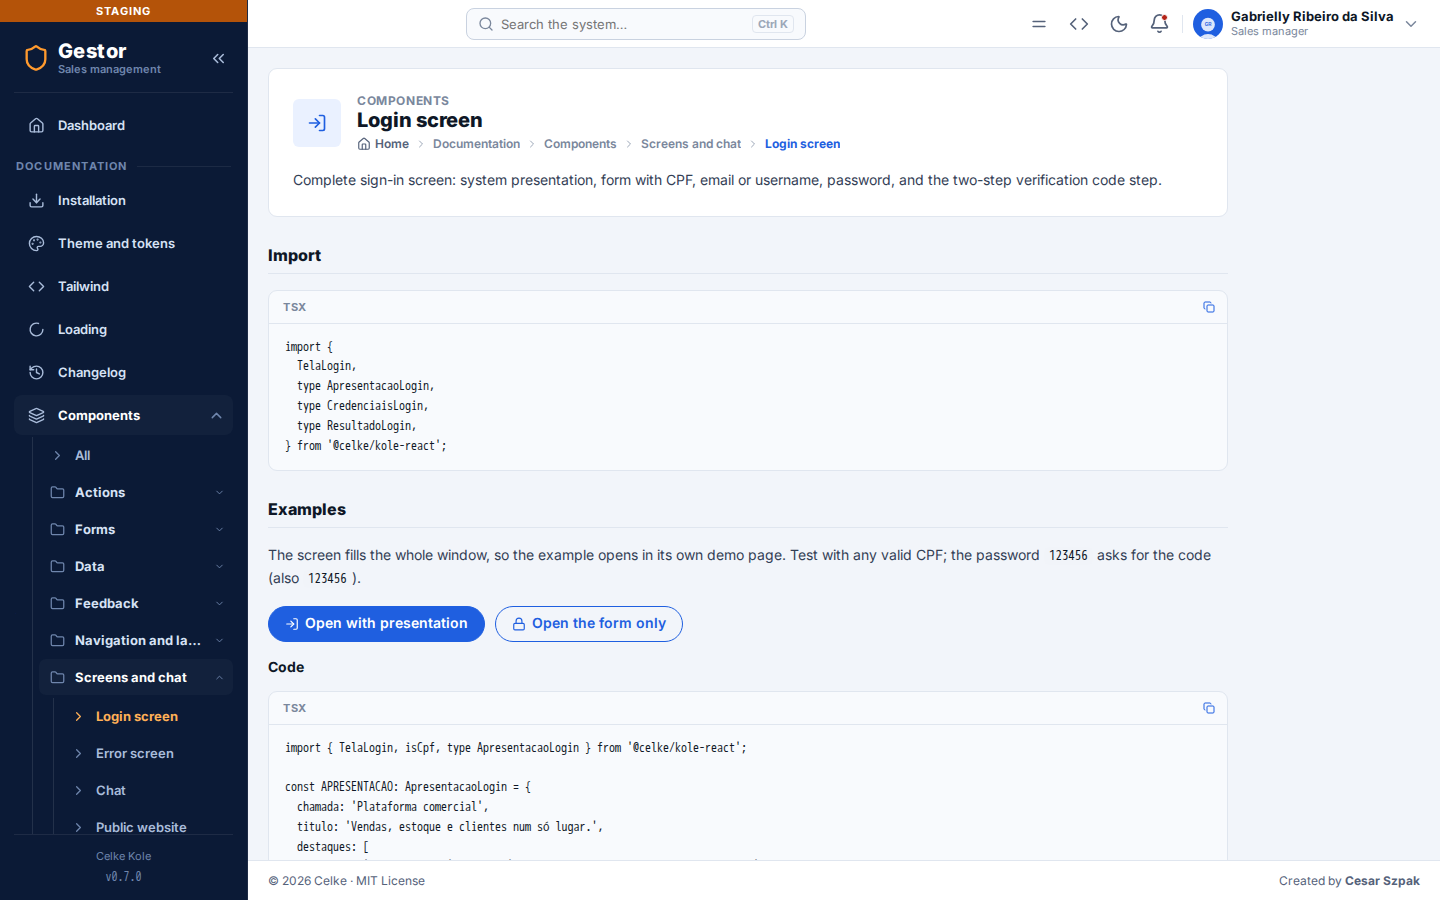 STAGING
Gestor
Sales management
Dashboard
DOCUMENTATION
Installation
Theme and tokens
Tailwind
Loading
Changelog
Components
All
Actions
Forms
Data
Feedback
Navigation and la...
Screens and chat
Login screen
Error screen
Chat
Public website
Celke Kole
v0.7.0
Search the system...
Ctrl K
GR
Gabrielly Ribeiro da Silva
Sales manager
COMPONENTS
Login screen
Home
Documentation
Components
Screens and chat
Login screen
Complete sign-in screen: system presentation, form with CPF, email or username, password, and the two-step verification code step.
Import
TSX
import {
  TelaLogin,
  type ApresentacaoLogin,
  type CredenciaisLogin,
  type ResultadoLogin,
} from '@celke/kole-react';
Examples
The screen fills the whole window, so the example opens in its own demo page. Test with any valid CPF; the password 123456 asks for the code
(also 123456 ).
Open with presentation
Open the form only
Code
TSX
import { TelaLogin, isCpf, type ApresentacaoLogin } from '@celke/kole-react';
const APRESENTACAO: ApresentacaoLogin = {
  chamada: 'Plataforma comercial',
  titulo: 'Vendas, estoque e clientes num só lugar.',
  destaques: [
© 2026 Celke · MIT License
Created by Cesar Szpak